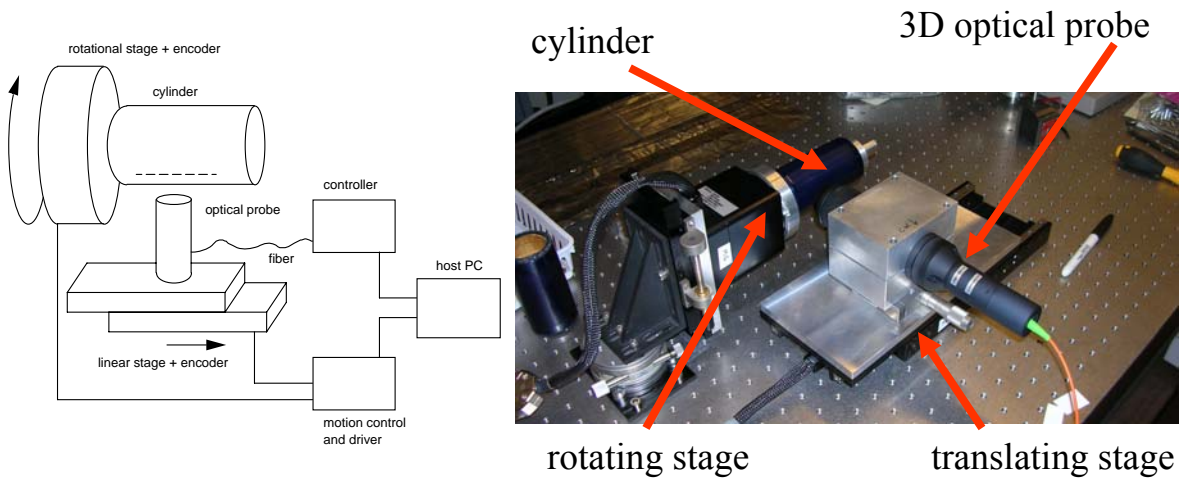 rotational stage + encoder
cylinder
optical probe
fiber
controller
host PC
linear stage + encoder
motion control
and driver
cylinder
3D optical probe
rotating stage
translating stage